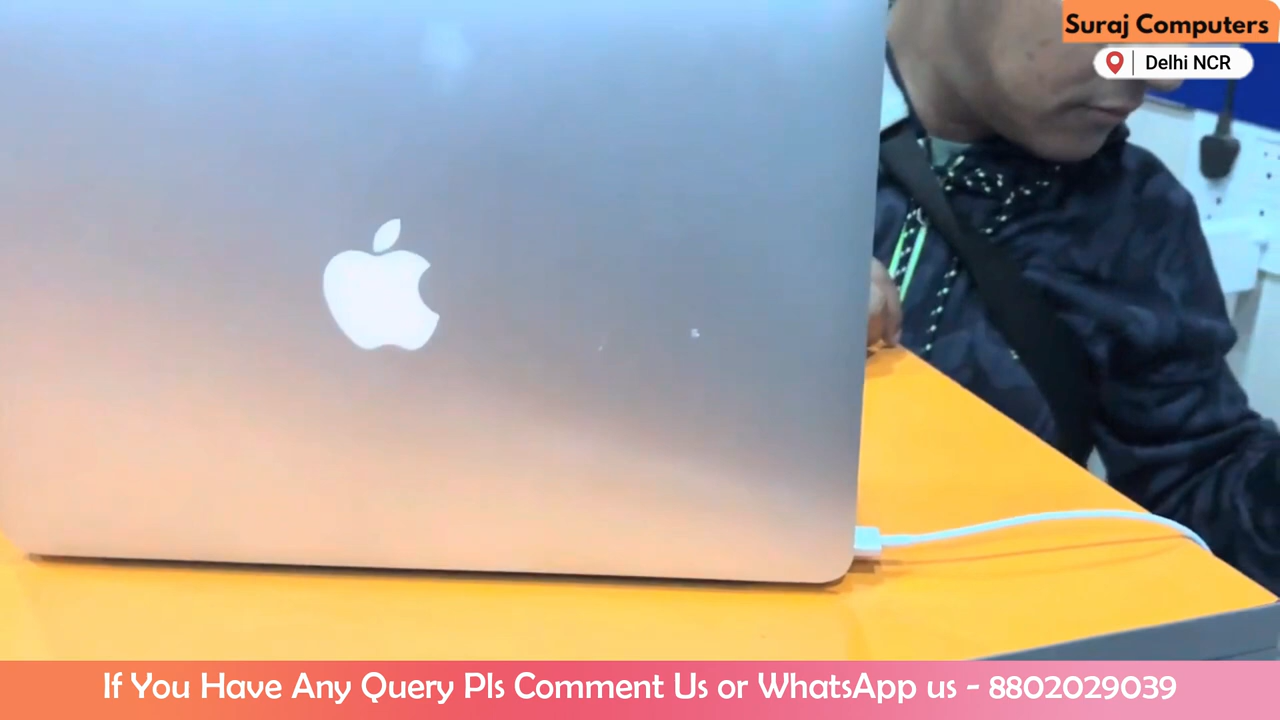 Suraj Computers
Delhi NCR
If You Have Any Query Pls Comment Us or WhatsApp us - 8802029039